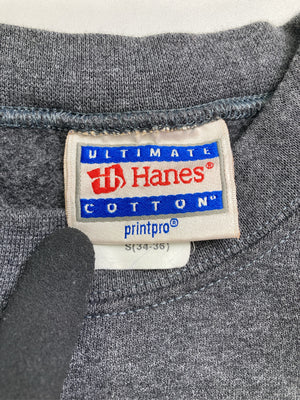 ULTIMATE
Hanes®
COTTON®
printpro®
S(34-36)